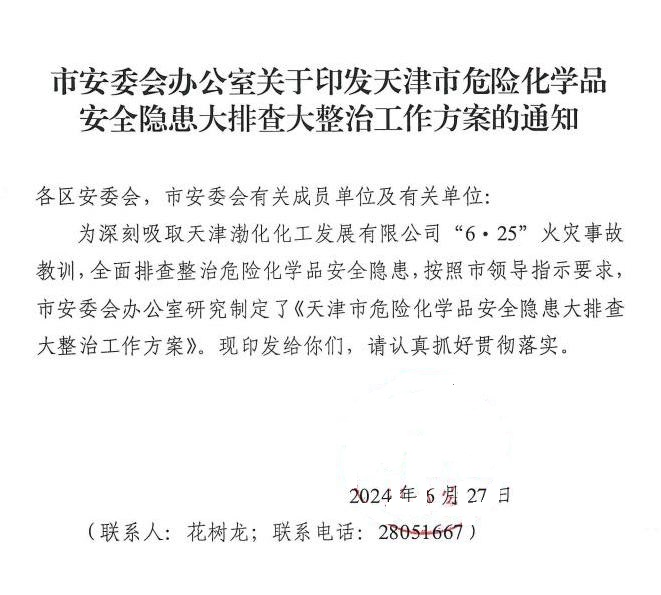 市安委会办公室关于印发天津市危险化学品
安全隐患大排查大整治工作方案的通知
各区安委会，市安委会有关成员单位及有关单位：
为深刻吸取天津渤化化工发展有限公司“6·25”火灾事故
教训，全面排查整治危险化学品安全隐患，按照市领导指示要求，
市安委会办公室研究制定了《天津市危险化学品安全隐患大排查
大整治工作方案》。现印发给你们，请认真抓好贯彻落实。
2024 年 6 月 27 日
（联系人：花树龙；联系电话：28051667）